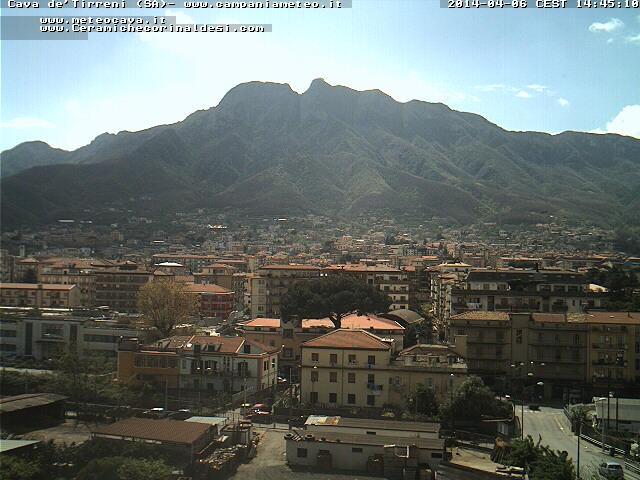 Cava de'Tirreni (SA)- www.campaniameteo.it
2014-04-06 CEST 14:45:10
www.meteocava.it
www.Ceramichecorinaldesi.com